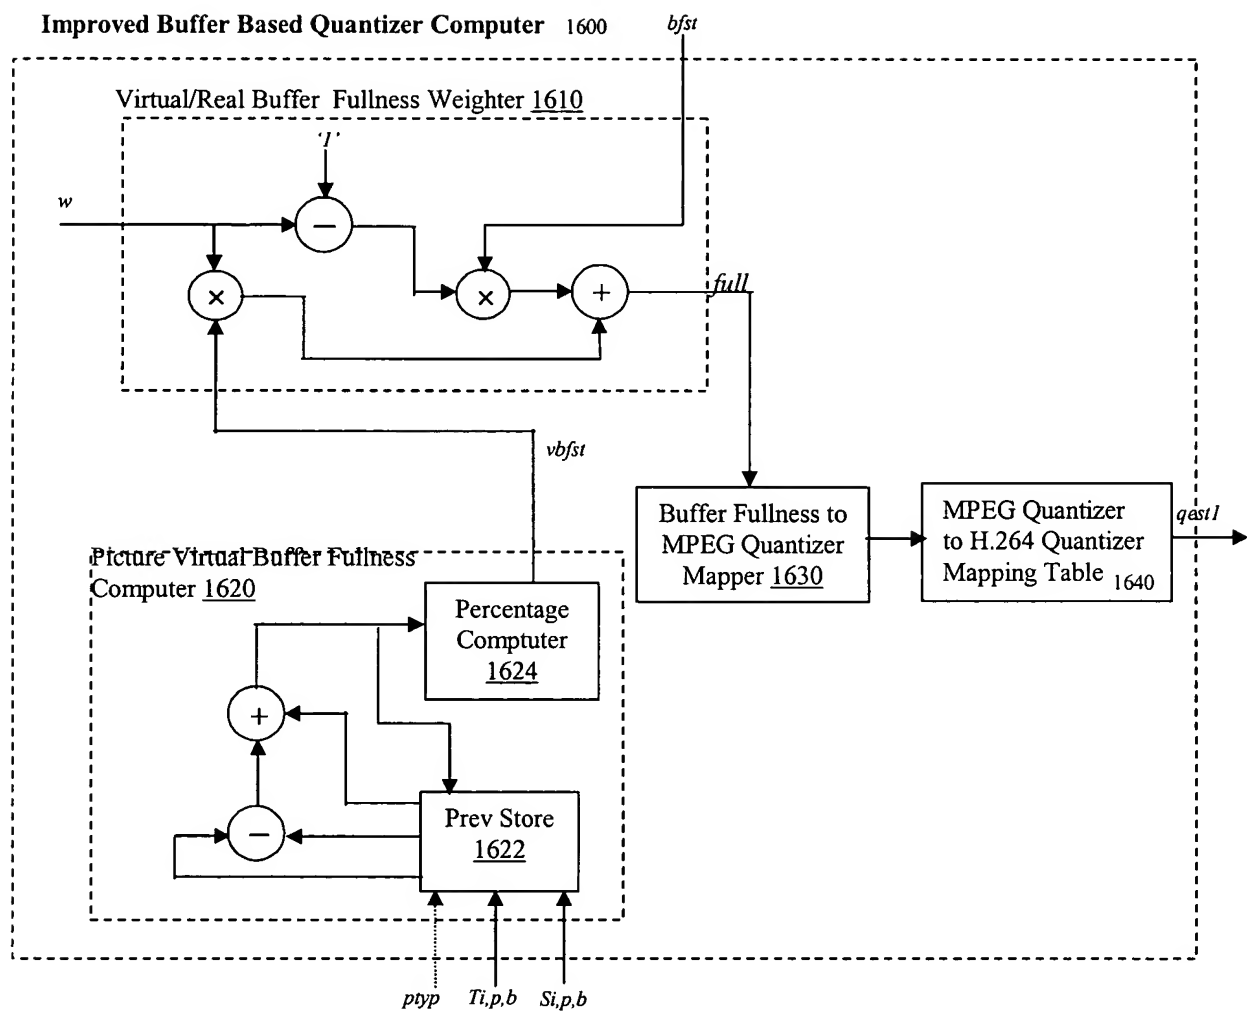 Improved Buffer Based Quantizer Computer 1600
bfst
Virtual/Real Buffer Fullness Weighter 1610
'1'
w
−
×
×
+
full
vbfst
Buffer Fullness to
MPEG Quantizer
Mapper 1630
MPEG Quantizer
to H.264 Quantizer
Mapping Table 1640
qest1
Picture Virtual Buffer Fullness
Computer 1620
Percentage
Comptuter
1624
+
−
Prev Store
1622
ptyp
Ti,p,b
Si,p,b